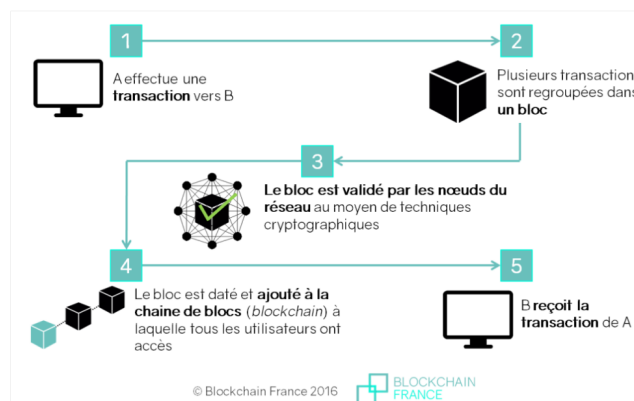 1
2
A effectue une
transaction vers B
Plusieurs transaction
sont regroupées dans
un bloc
3
Le bloc est validé par les nœuds du
réseau au moyen de techniques
cryptographiques
4
5
Le bloc est daté et ajouté à la
chaine de blocs (blockchain) à
laquelle tous les utilisateurs ont
accès
B reçoit la
transaction de A
© Blockchain France 2016
BLOCKCHAIN
FRANCE